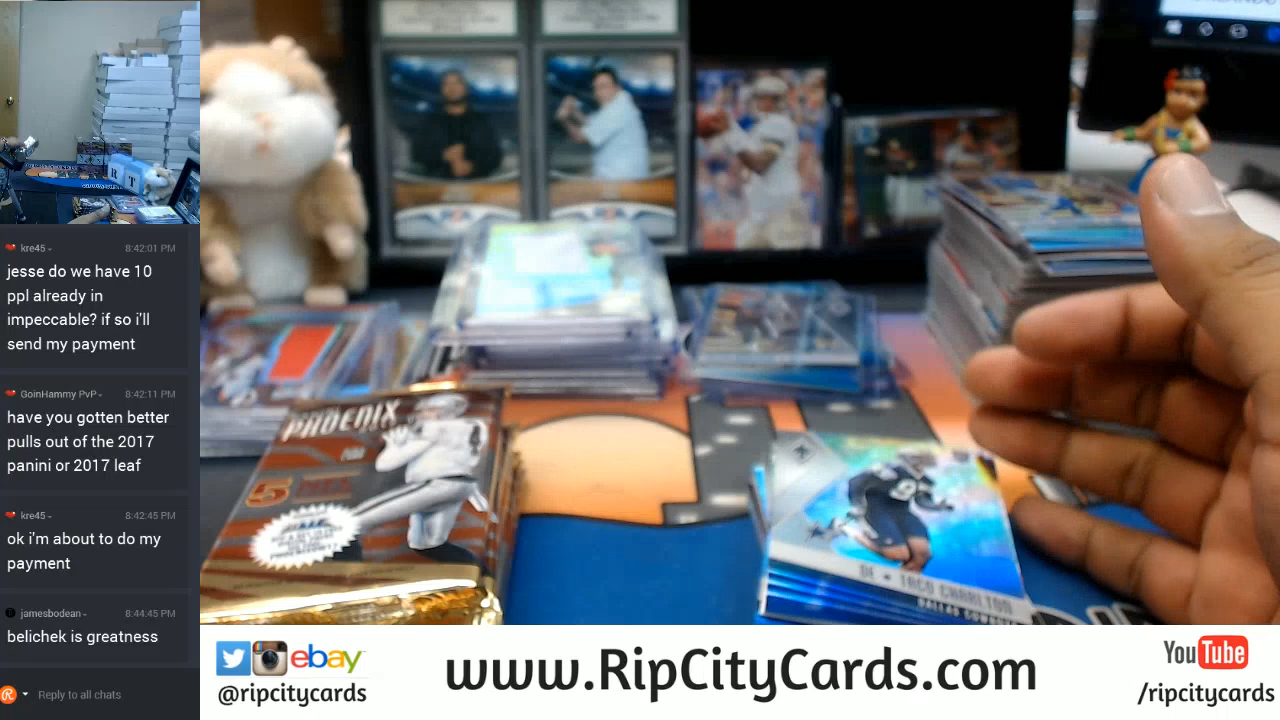 kre45
8:42:01 PM
jesse do we have 10
ppl already in
impeccable? if so i'll
send my payment
GoinHammy PvP
8:42:11 PM
have you gotten better
pulls out of the 2017
panini or 2017 leaf
kre45
8:42:45 PM
ok i'm about to do my
payment
jamesbodean
8:44:45 PM
belichek is greatness
Reply to all chats
PHOENIX
5
DE • TACO CHARLTON
DALLAS COWBOYS
ebay
@ripcitycards
www.RipCityCards.com
YouTube
/ripcitycards